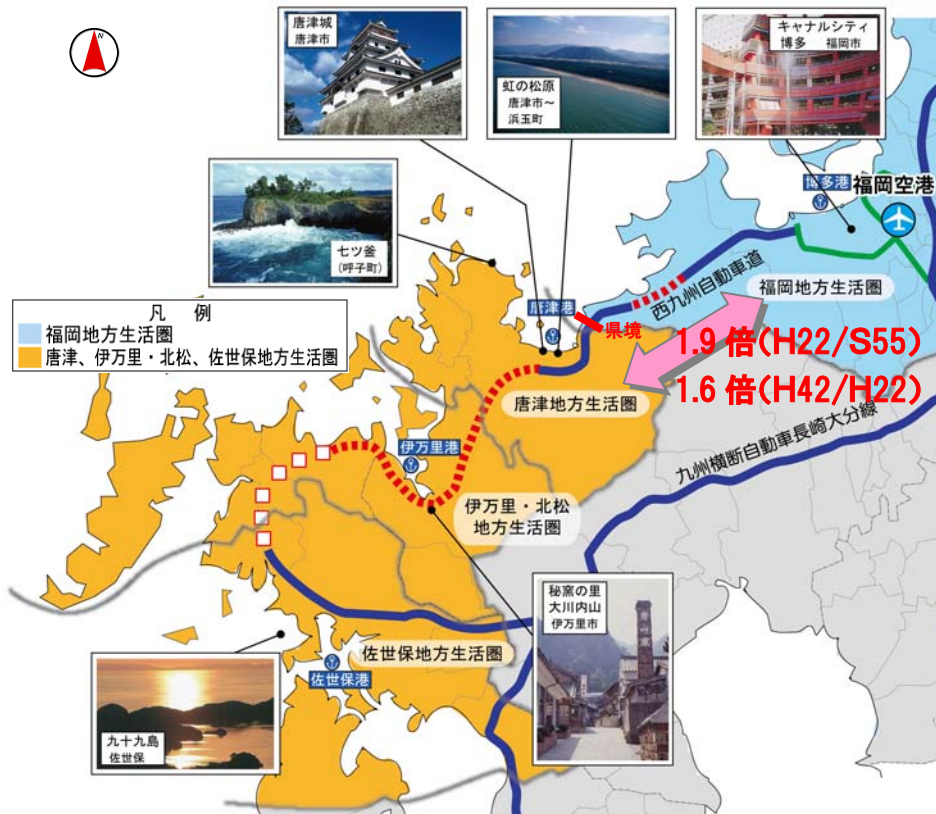 唐津城
唐津市
虹の松原
唐津市～
浜玉町
キャナルシティ
博多 福岡市
七ツ釜
(呼子町)
博多港
福岡空港
凡 例
福岡地方生活圏
唐津、伊万里・北松、佐世保地方生活圏
西九州自動車道
福岡地方生活圏
唐津港
県境
1.9 倍(H22/S55)
1.6 倍(H42/H22)
唐津地方生活圏
九州横断自動車長崎大分線
伊万里港
伊万里・北松
地方生活圏
秘窯の里
大川内山
伊万里市
佐世保地方生活圏
佐世保港
九十九島
佐世保